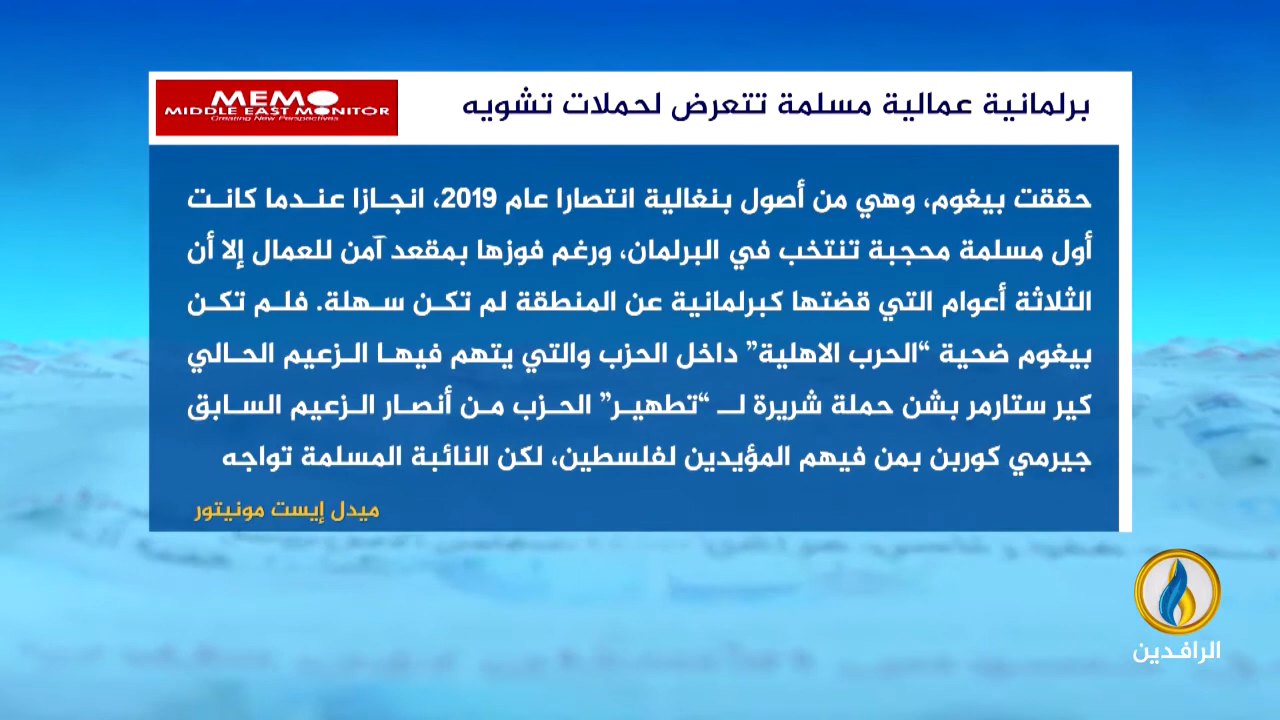 MEMO
MIDDLE EAST MONITOR
Creating New Perspectives
برلمانية عمالية مسلمة تتعرض لحملات تشويه
حققت بيغوم، وهي من أصول بنغالية انتصارا عام 2019، انجازا عندما كانت
أول مسلمة محجبة تنتخب في البرلمان، ورغم فوزها بمقعد آمن للعمال إلا أن
الثلاثة أعوام التي قضتها كبرلمانية عن المنطقة لم تكن سهلة. فلم تكن
بيغوم ضحية “الحرب الاهلية” داخل الحزب والتي يتهم فيها الزعيم الحالي
كير ستارمر بشن حملة شريرة لـ “تطهير” الحزب من أنصار الزعيم السابق
جيرمي كوربن بمن فيهم المؤيدين لفلسطين، لكن النائبة المسلمة تواجه
ميدل إيست مونيتور
الرافدين